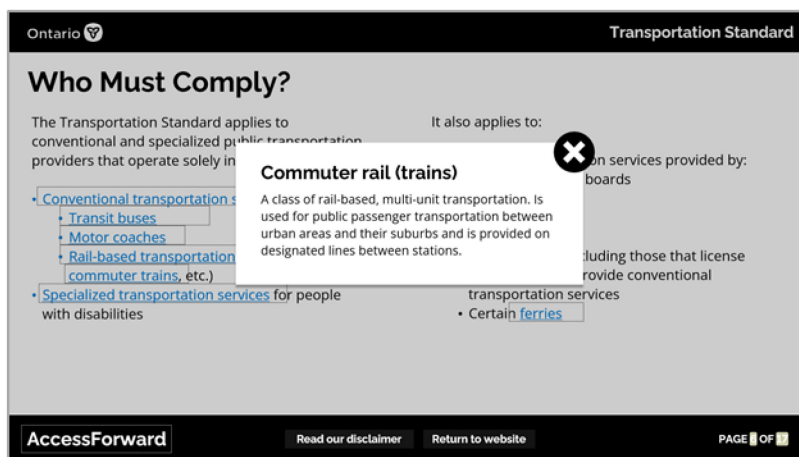 Ontario
Transportation Standard
Who Must Comply?
The Transportation Standard applies to
conventional and specialized public transportation
providers that operate solely in
• Conventional transportation s
• Transit buses
• Motor coaches
• Rail-based transportation
commuter trains, etc.)
• Specialized transportation services for people
with disabilities
It also applies to:
on services provided by:
boards
cluding those that license
rovide conventional
transportation services
• Certain ferries
Commuter rail (trains)
A class of rail-based, multi-unit transportation. Is
used for public passenger transportation between
urban areas and their suburbs and is provided on
designated lines between stations.
AccessForward
Read our disclaimer
Return to website
PAGE 6 OF 17